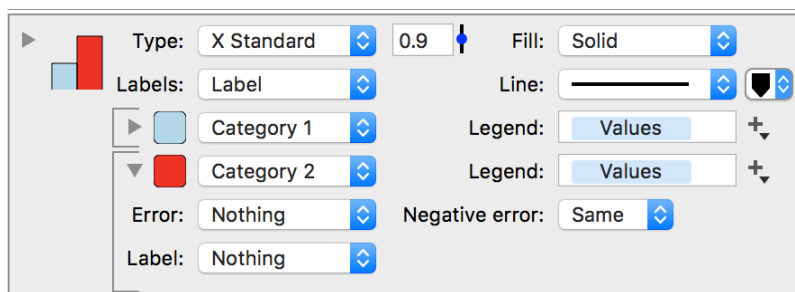 Type: X Standard 0.9 Fill: Solid
Labels: Label Line:
Category 1 Legend: Values
Category 2 Legend: Values
Error: Nothing Negative error: Same
Label: Nothing